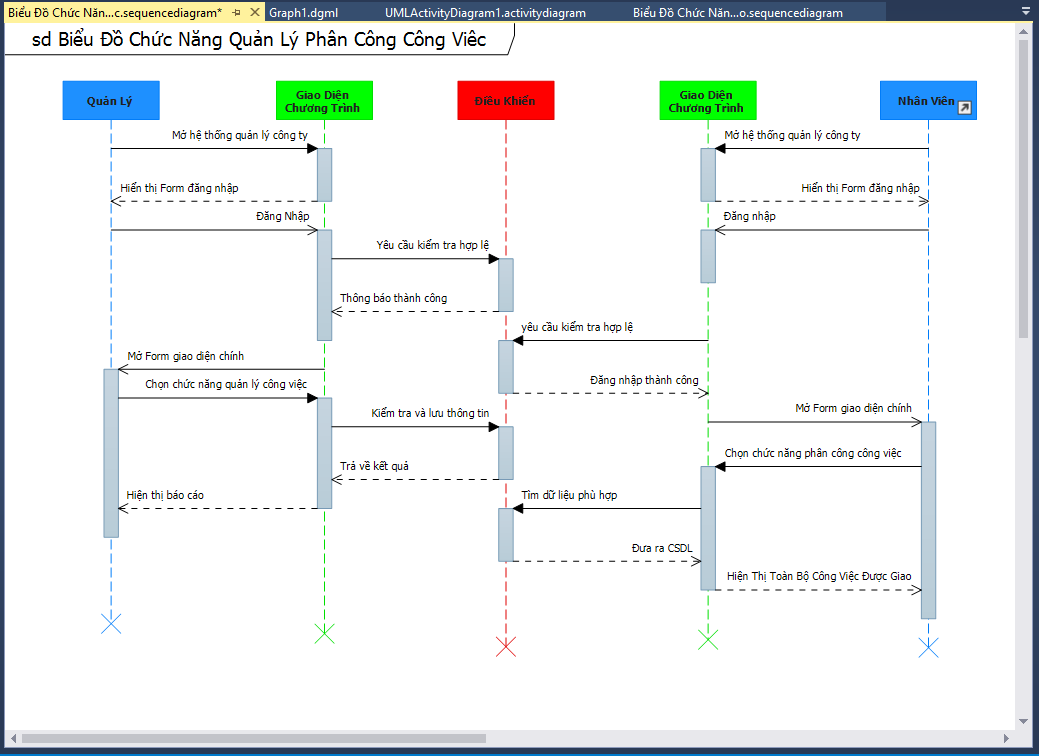 Biểu Đồ Chức Năn...c.sequencediagram*
Graph1.dgml
UMLActivityDiagram1.activitydiagram
Biểu Đồ Chức Năn...o.sequencediagram
sd Biểu Đồ Chức Năng Quản Lý Phân Công Công Viêc
Quản Lý
Giao Diện
Chương Trình
Điều Khiển
Giao Diện
Chương Trình
Nhân Viên
Mở hệ thống quản lý công ty
Mở hệ thống quản lý công ty
Hiển thị Form đăng nhập
Hiển thị Form đăng nhập
Đăng Nhập
Đăng nhập
Yêu cầu kiểm tra hợp lệ
Thông báo thành công
yêu cầu kiểm tra hợp lệ
Mở Form giao diện chính
Đăng nhập thành công
Chọn chức năng quản lý công việc
Mở Form giao diện chính
Kiểm tra và lưu thông tin
Chọn chức năng phân công công việc
Trả về kết quả
Hiện thị báo cáo
Tìm dữ liệu phù hợp
Đưa ra CSDL
Hiện Thị Toàn Bộ Công Việc Được Giao